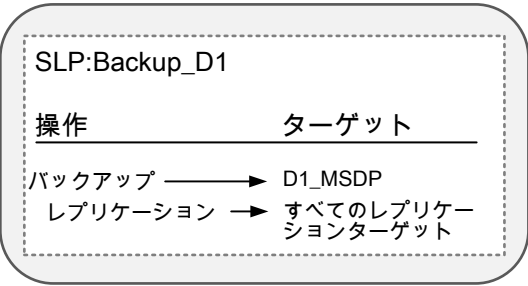 SLP:Backup_D1
操作 ターゲット
バックアップ D1_MSDP
レプリケーション すべてのレプリケー
ションターゲット